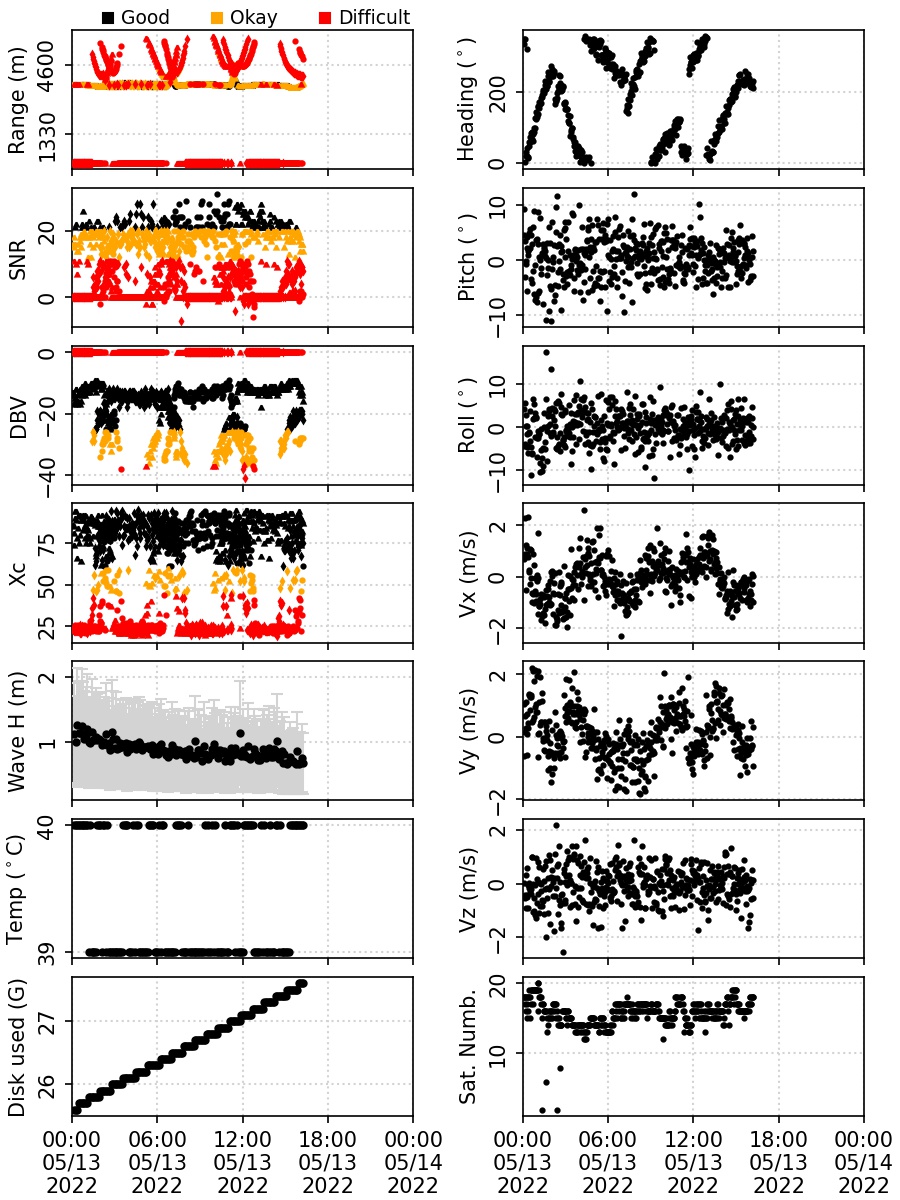 Good Okay Difficult
Range (m)
4600
1330
Heading (°)
200
0
SNR
20
0
Pitch (°)
10
0
−10
DBV
0
−20
−40
Roll (°)
10
0
−10
Xc
75
50
25
Vx (m/s)
2
0
−2
Wave H (m)
2
1
Vy (m/s)
2
0
−2
Temp (°C)
40
39
Vz (m/s)
2
0
−2
Disk used (G)
27
26
Sat. Numb.
20
10
00:00 06:00 12:00 18:00 00:00
05/13 05/13 05/13 05/13 05/14
2022 2022 2022 2022 2022
00:00 06:00 12:00 18:00 00:00
05/13 05/13 05/13 05/13 05/14
2022 2022 2022 2022 2022